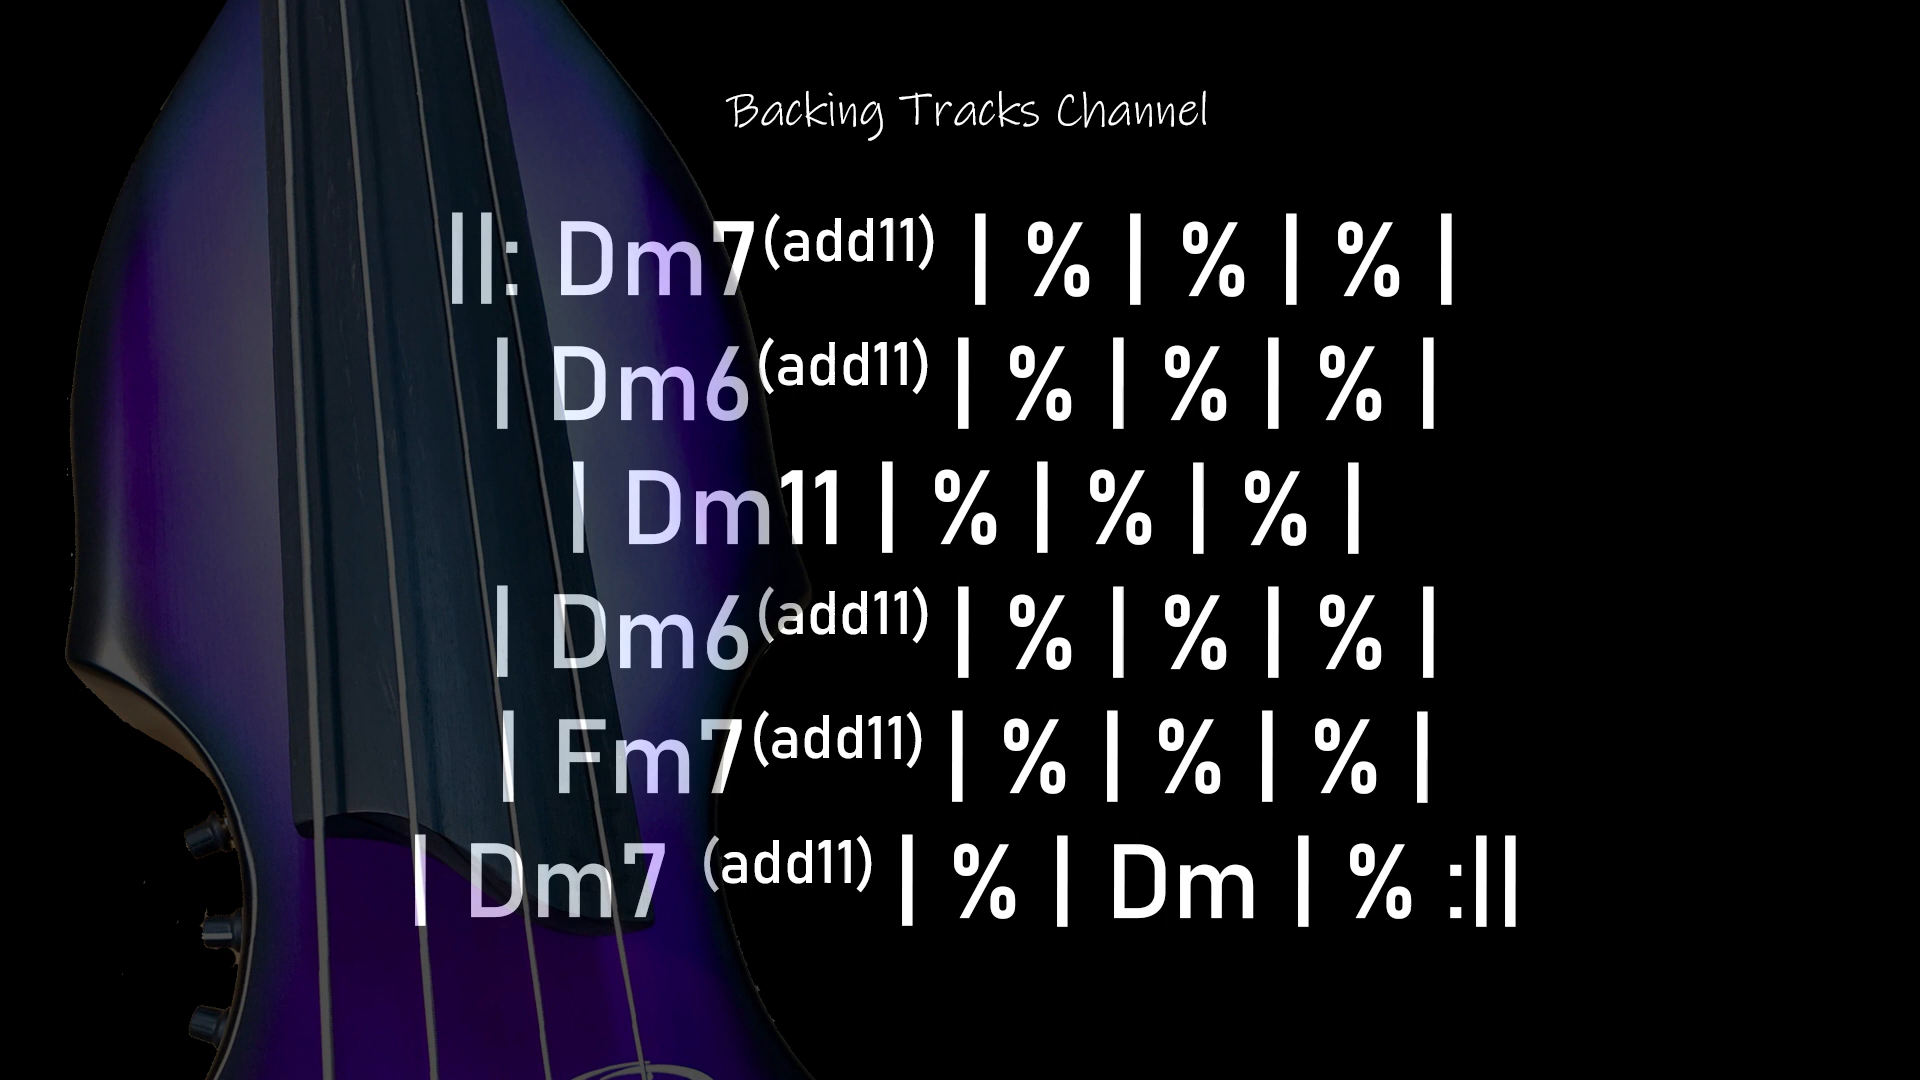 Backing Tracks Channel
||: Dm7(add11) | % | % | % |
| Dm6(add11) | % | % | % |
| Dm11 | % | % | % |
| Dm6(add11) | % | % | % |
| Fm7(add11) | % | % | % |
| Dm7 (add11) | % | Dm | % :||